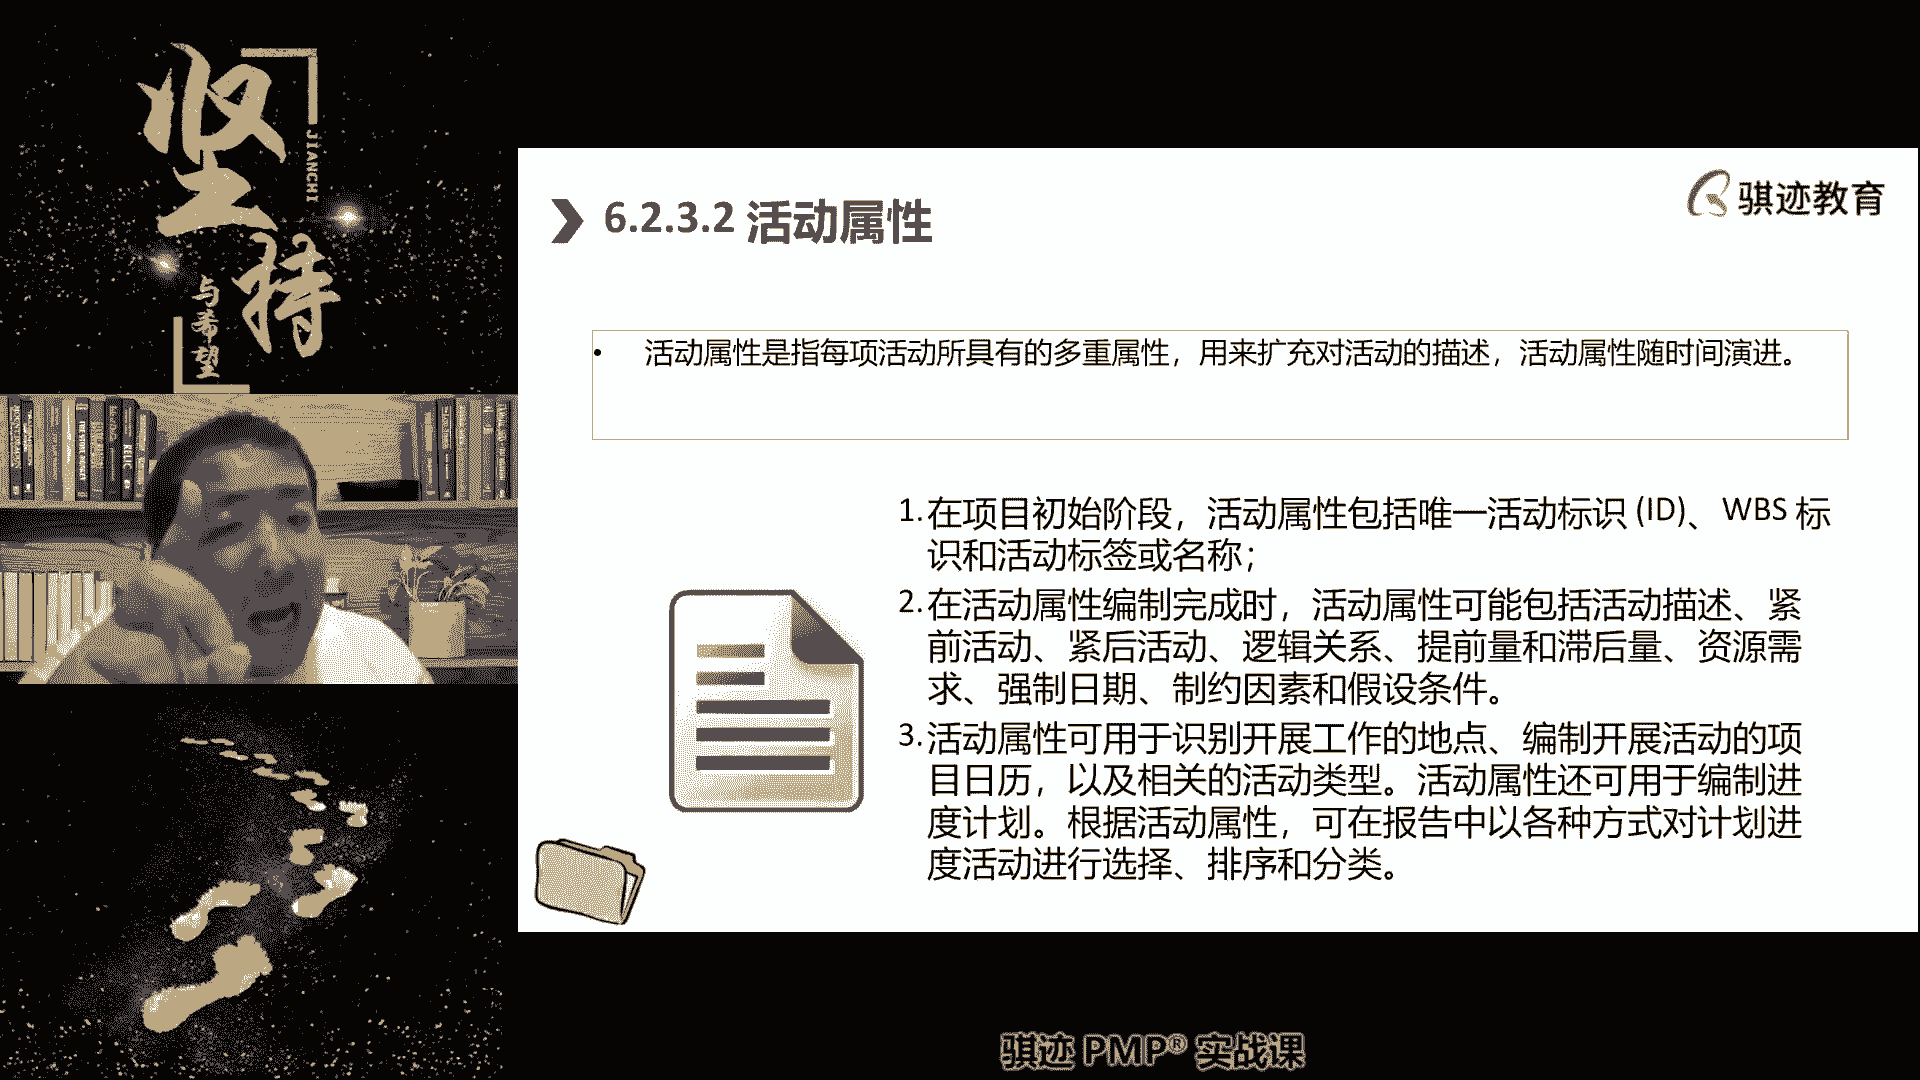 坚持
JIANCHI
与希望
骐迹教育
6.2.3.2 活动属性
• 活动属性是指每项活动所具有的多重属性，用来扩充对活动的描述，活动属性随时间演进。
1.在项目初始阶段，活动属性包括唯一活动标识 (ID)、WBS 标
识和活动标签或名称；
2.在活动属性编制完成时，活动属性可能包括活动描述、紧
前活动、紧后活动、逻辑关系、提前量和滞后量、资源需
求、强制日期、制约因素和假设条件。
3.活动属性可用于识别开展工作的地点、编制开展活动的项
目日历，以及相关的活动类型。活动属性还可用于编制进
度计划。根据活动属性，可在报告中以各种方式对计划进
度活动进行选择、排序和分类。
骐迹 PMP® 实战课